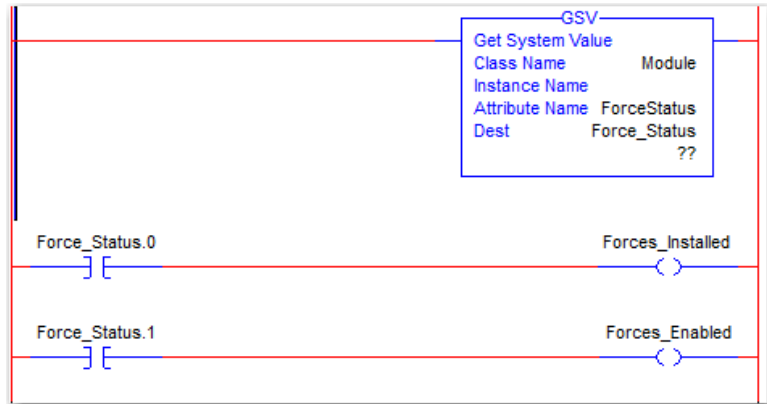 GSV
Get System Value
Class Name Module
Instance Name
Attribute Name ForceStatus
Dest Force_Status
??
Force_Status.0 Forces_Installed
Force_Status.1 Forces_Enabled